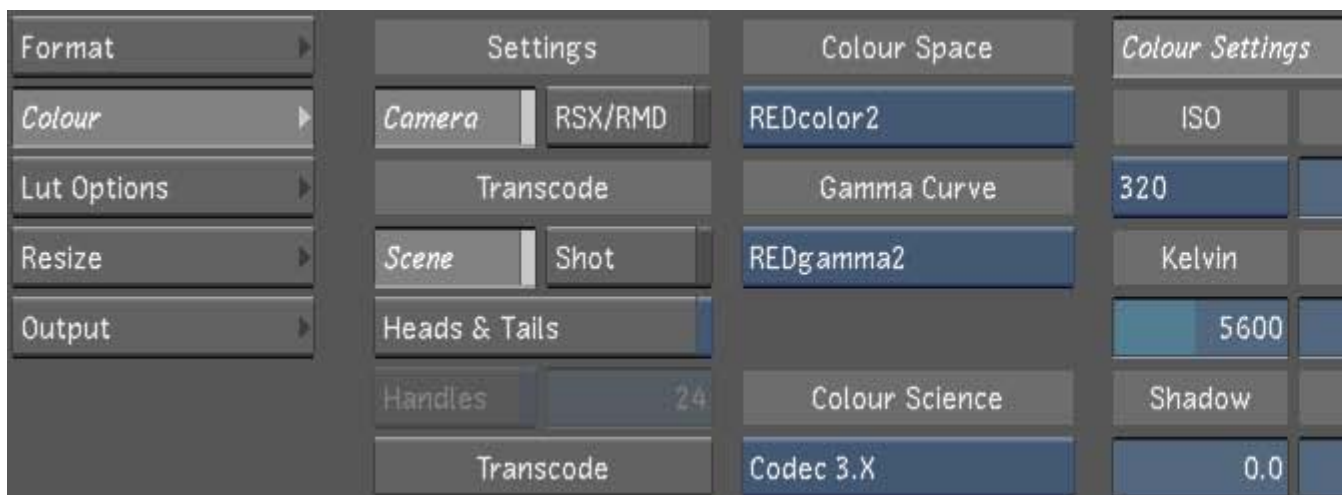 Format
Settings
Colour Space
Colour Settings
Colour
Camera
RSX/RMD
REDcolor2
ISO
Lut Options
Transcode
Gamma Curve
320
Resize
Scene
Shot
REDgamma2
Kelvin
Output
Heads & Tails
5600
Handles
24
Colour Science
Shadow
Transcode
Codec 3.X
0.0